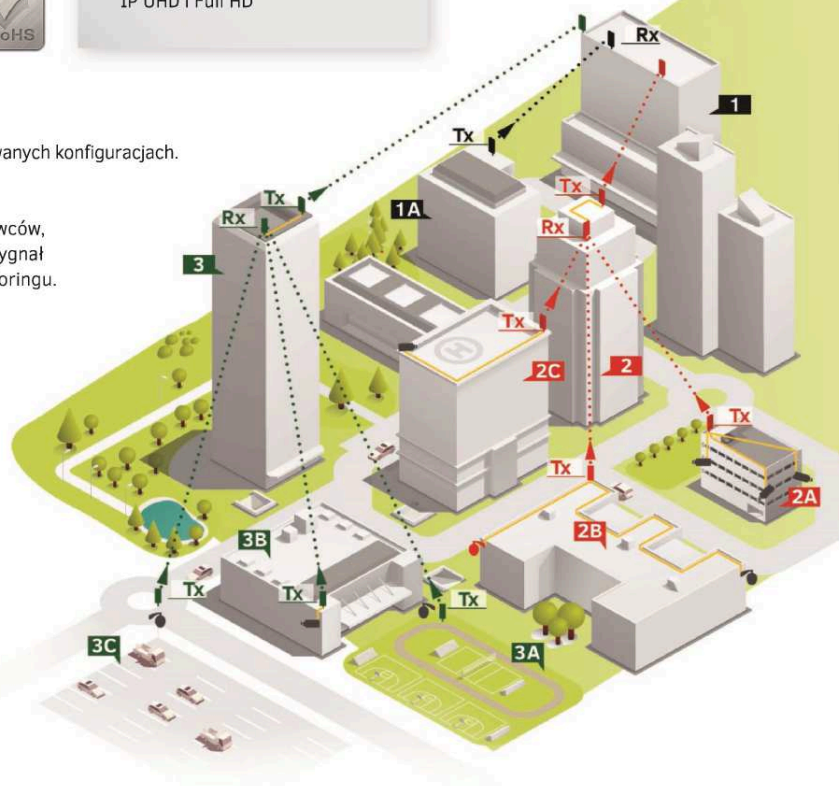 IP UHD i Full HD
oHS
wanych konfiguracjach.
wców,
ygnał
oringu.
Rx
1
Tx
1A
Tx
Rx
3
Tx
Rx
Tx
2C
2
Tx
Tx
2A
2B
3B
Tx
Tx
Tx
3C
3A